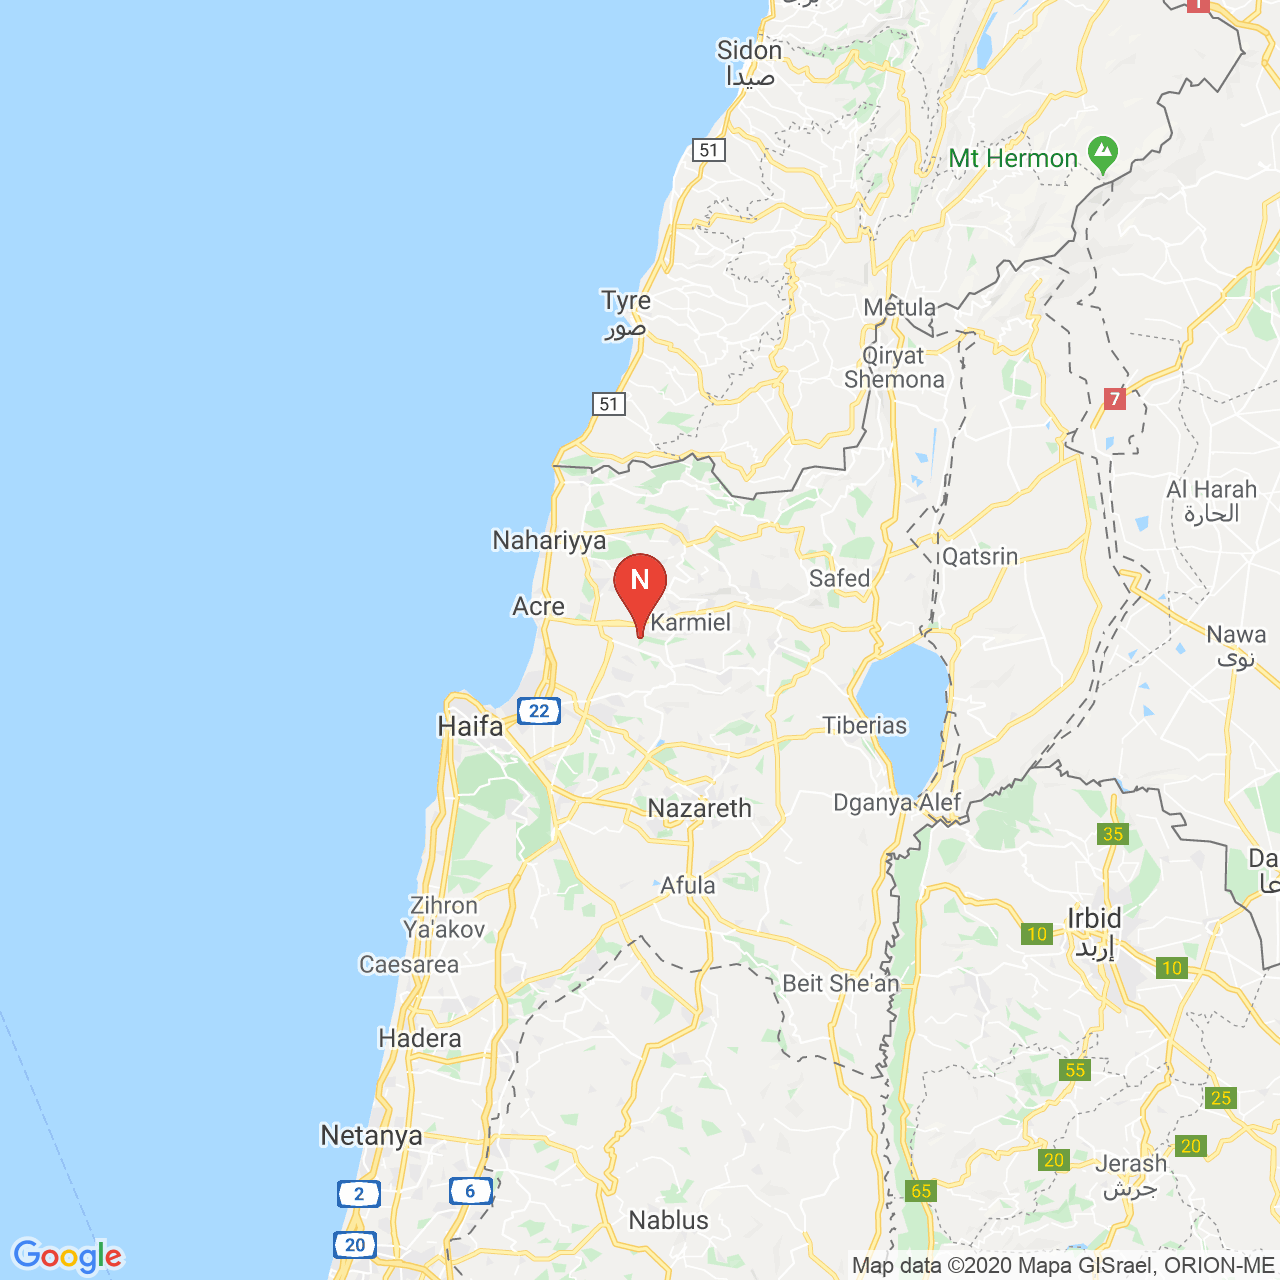 1
Sidon
صيدا
51
Mt Hermon
Tyre
صور
Metula
Qiryat
Shemona
51
7
Al Harah
الحارة
Nahariyya
Qatsrin
N
Safed
Acre
Karmiel
Nawa
نوى
22
Haifa
Tiberias
Nazareth
Dganya Alef
35
Afula
Da
عا
Zihron
Ya'akov
Irbid
إربد
10
Caesarea
10
Beit She'an
Hadera
55
25
Netanya
20
20
Jerash
جرش
2
6
65
Nablus
20
Google
Map data ©2020 Mapa GISrael, ORION-ME